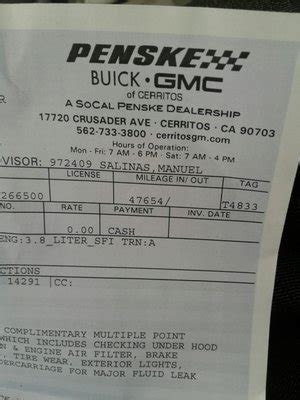 PENSKE
BUICK · GMC
OF CERRITOS
A SOCAL PENSKE DEALERSHIP
17720 CRUSADER AVE · CERRITOS · CA 90703
562-733-3800 · cerritosgm.com
Hours of Operation:
Mon - Fri: 7 AM - 6 PM · Sat: 7 AM - 4 PM
R
VISOR: 972409 SALINAS, MANUEL
LICENSE MILEAGE IN/ OUT TAG
266500 47654/ T4833
NO. RATE PAYMENT INV. DATE
0.00 CASH
ENG:3.8_LITER_SFI TRN:A
CTIONS
14291 CC:
COMPLIMENTARY MULTIPLE POINT
WHICH INCLUDES CHECKING UNDER HOOD
N & ENGINE AIR FILTER, BRAKE
. TIRE WEAR. EXTERIOR LIGHTS,
DERCARRIAGE FOR MAJOR FLUID LEAK